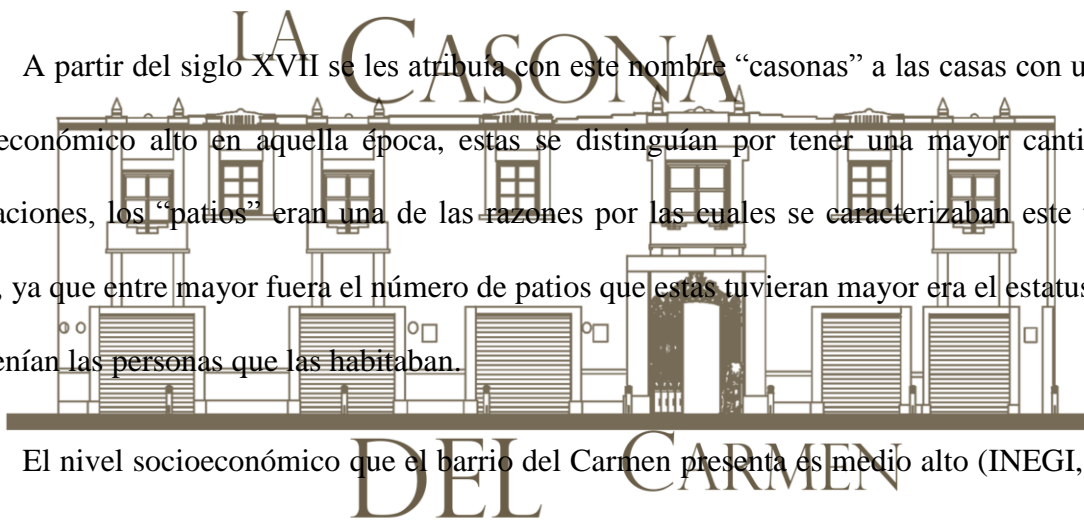 LA CASONA
A partir del siglo XVII se les atribuía con este nombre “casonas” a las casas con u
económico alto en aquella época, estas se distinguían por tener una mayor canti
aciones, los “patios” eran una de las razones por las cuales se caracterizaban este
, ya que entre mayor fuera el número de patios que estas tuvieran mayor era el estatus
enían las personas que las habitaban.
El nivel socioeconómico que el barrio del Carmen presenta es medio alto (INEGI,
DEL CARMEN